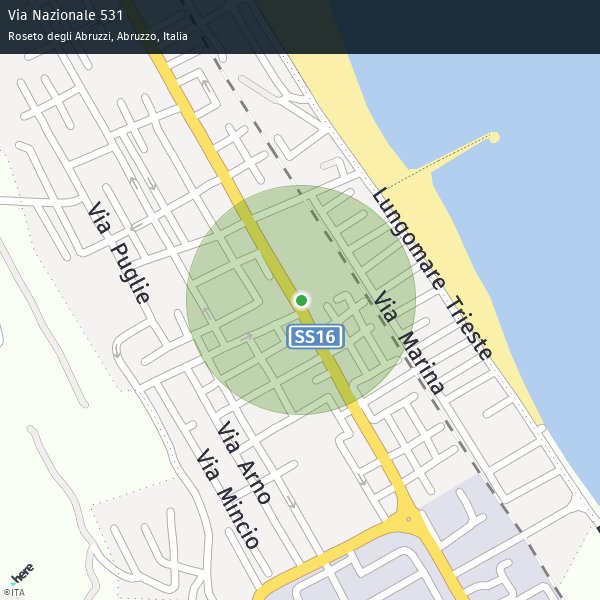 Via Nazionale 531
Roseto degli Abruzzi, Abruzzo, Italia
Via Puglie
Lungomare Trieste
Via Marina
SS16
Via Arno
Via Mincio
here
©ITA